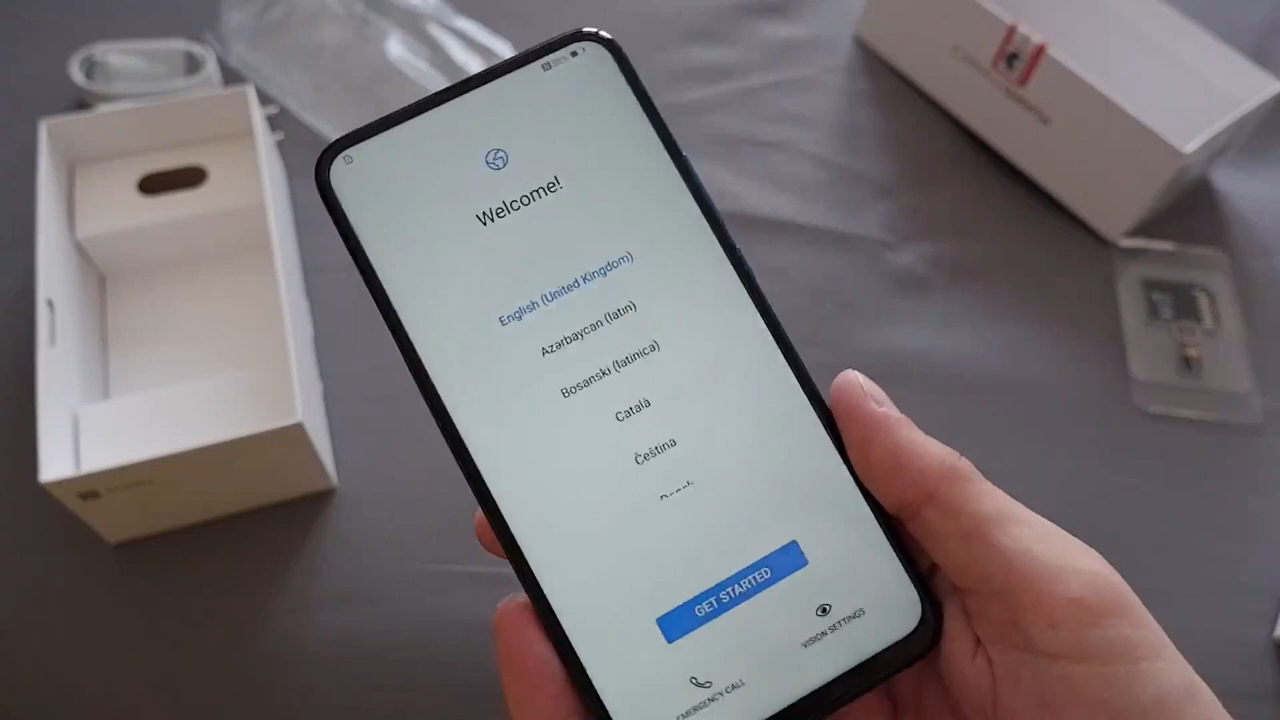 Welcome!
English (United Kingdom)
Azərbaycan (latın)
Bosanski (latinica)
Català
Čeština
GET STARTED
VISION SETTINGS
EMERGENCY CALL